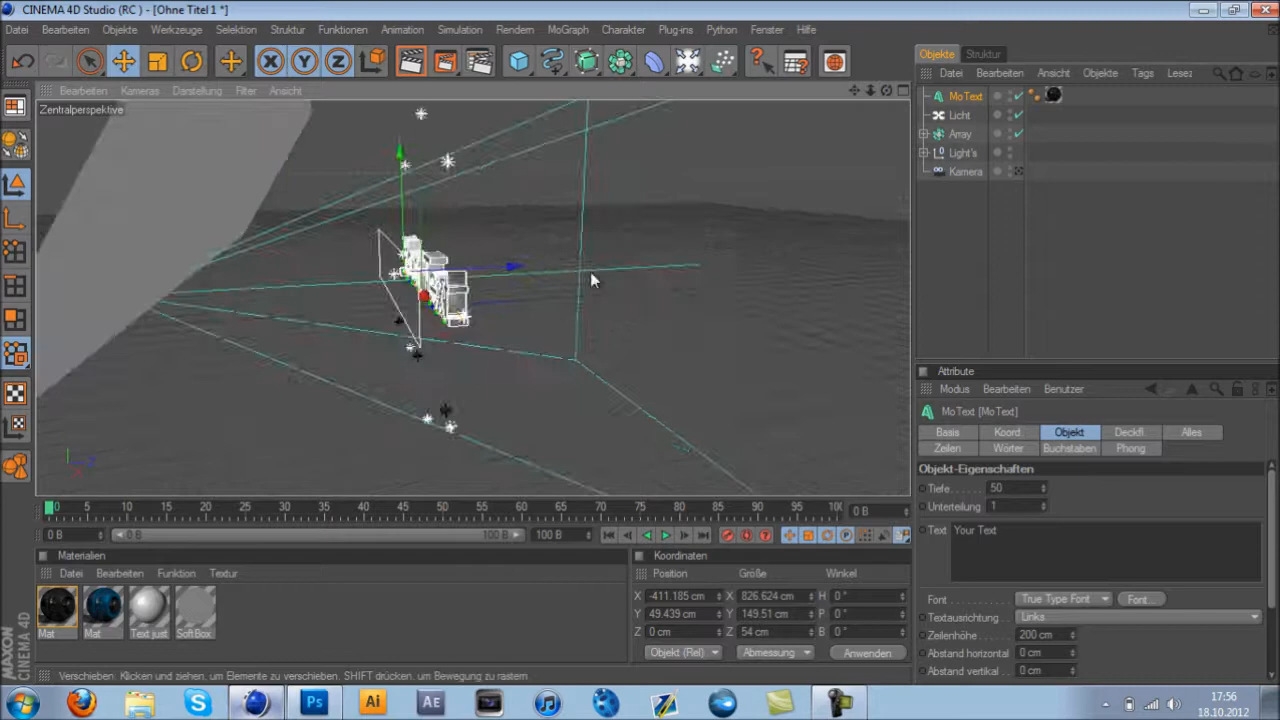 CINEMA 4D Studio (RC ) - [Ohne Titel 1 *]
Datei Bearbeiten Objekte Werkzeuge Selektion Struktur Funktionen Animation Simulation Rendern MoGraph Charakter Plug-ins Python Fenster Hilfe
X Y Z
Objekte Struktur
Datei Bearbeiten Ansicht Objekte Tags Lesez
Bearbeiten Kameras Darstellung Filter Ansicht
Zentralperspektive
MoText
Licht
Array
Light's
Kamera
Attribute
Modus Bearbeiten Benutzer
MoText [MoText]
Basis Koord. Objekt Deckfl. Alles
Zeilen Wörter Buchstaben Phong
Objekt-Eigenschaften
Tiefe 50
Unterteilung 1
Text Your Text
Font True Type Font Font...
Textausrichtung Links
Zeilenhöhe 200 cm
Abstand horizontal 0 cm
Abstand vertikal 0 cm
0 5 10 15 20 25 30 35 40 45 50 55 60 65 70 75 80 85 90 95 100 0 B
0 B 0 B 100 B 100 B
Materialien
Datei Bearbeiten Funktion Textur
Mat Mat Text just SoftBox
Koordinaten
Position Größe Winkel
X -411.185 cm X 826.624 cm H 0 °
Y 49.439 cm Y 149.51 cm P 0 °
Z 0 cm Z 54 cm B 0 °
Objekt (Rel) Abmessung Anwenden
MAXON CINEMA 4D
Verschieben. Klicken und ziehen, um Elemente zu verschieben. SHIFT drücken, um Bewegung zu rastern
Ps Ai Ae
17:56
18.10.2012